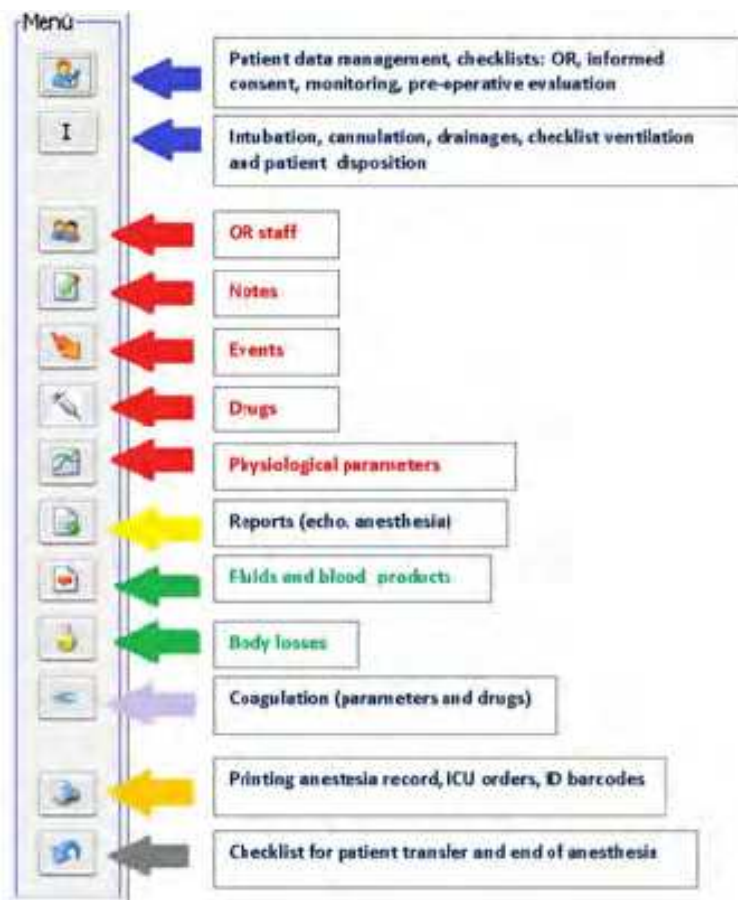 Menù
Patient data management, checklists: OR, informed
consent, monitoring, pre-operative evaluation
I
Intubation, cannulation, drainages, checklist ventilation
and patient disposition
OR staff
Notes
Events
Drugs
Physiological parameters
Reports (echo. anesthesia)
Fluids and blood products
Body losses
Coagulation (parameters and drugs)
Printing anestesia record, ICU orders, ID barcodes
Checklist for patient transfer and end of anesthesia